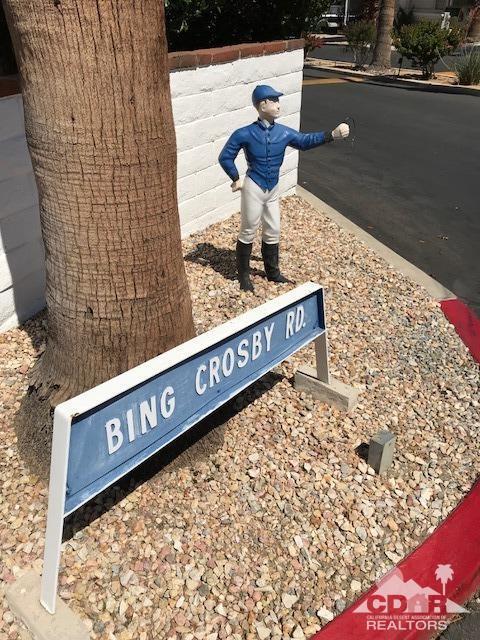 BING CROSBY RD.
CDAR
CALIFORNIA DESERT ASSOCIATION OF
REALTORS